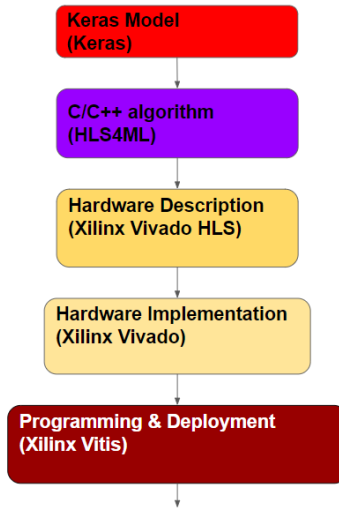 Keras Model
(Keras)
C/C++ algorithm
(HLS4ML)
Hardware Description
(Xilinx Vivado HLS)
Hardware Implementation
(Xilinx Vivado)
Programming & Deployment
(Xilinx Vitis)